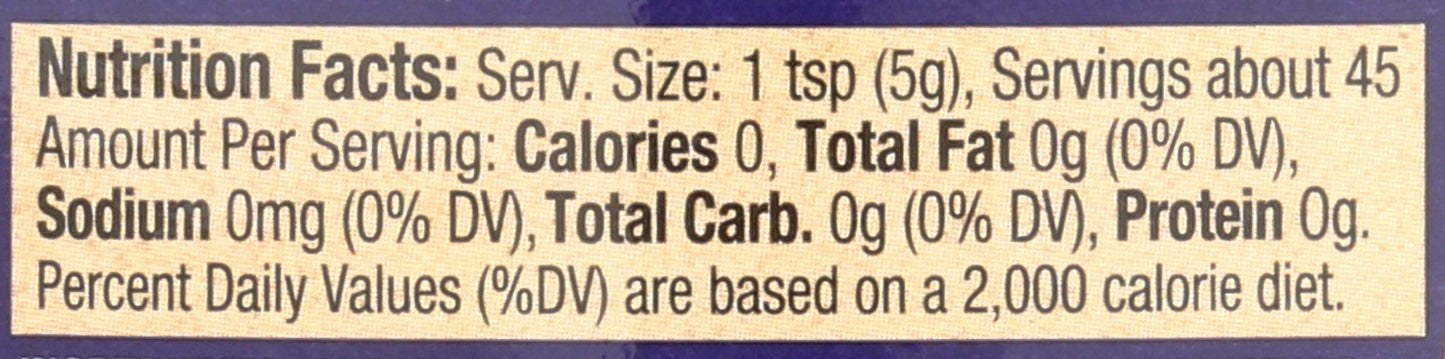 Nutrition Facts: Serv. Size: 1 tsp (5g), Servings about 45
Amount Per Serving: Calories 0, Total Fat 0g (0% DV),
Sodium 0mg (0% DV), Total Carb. 0g (0% DV), Protein 0g.
Percent Daily Values (%DV) are based on a 2,000 calorie diet.